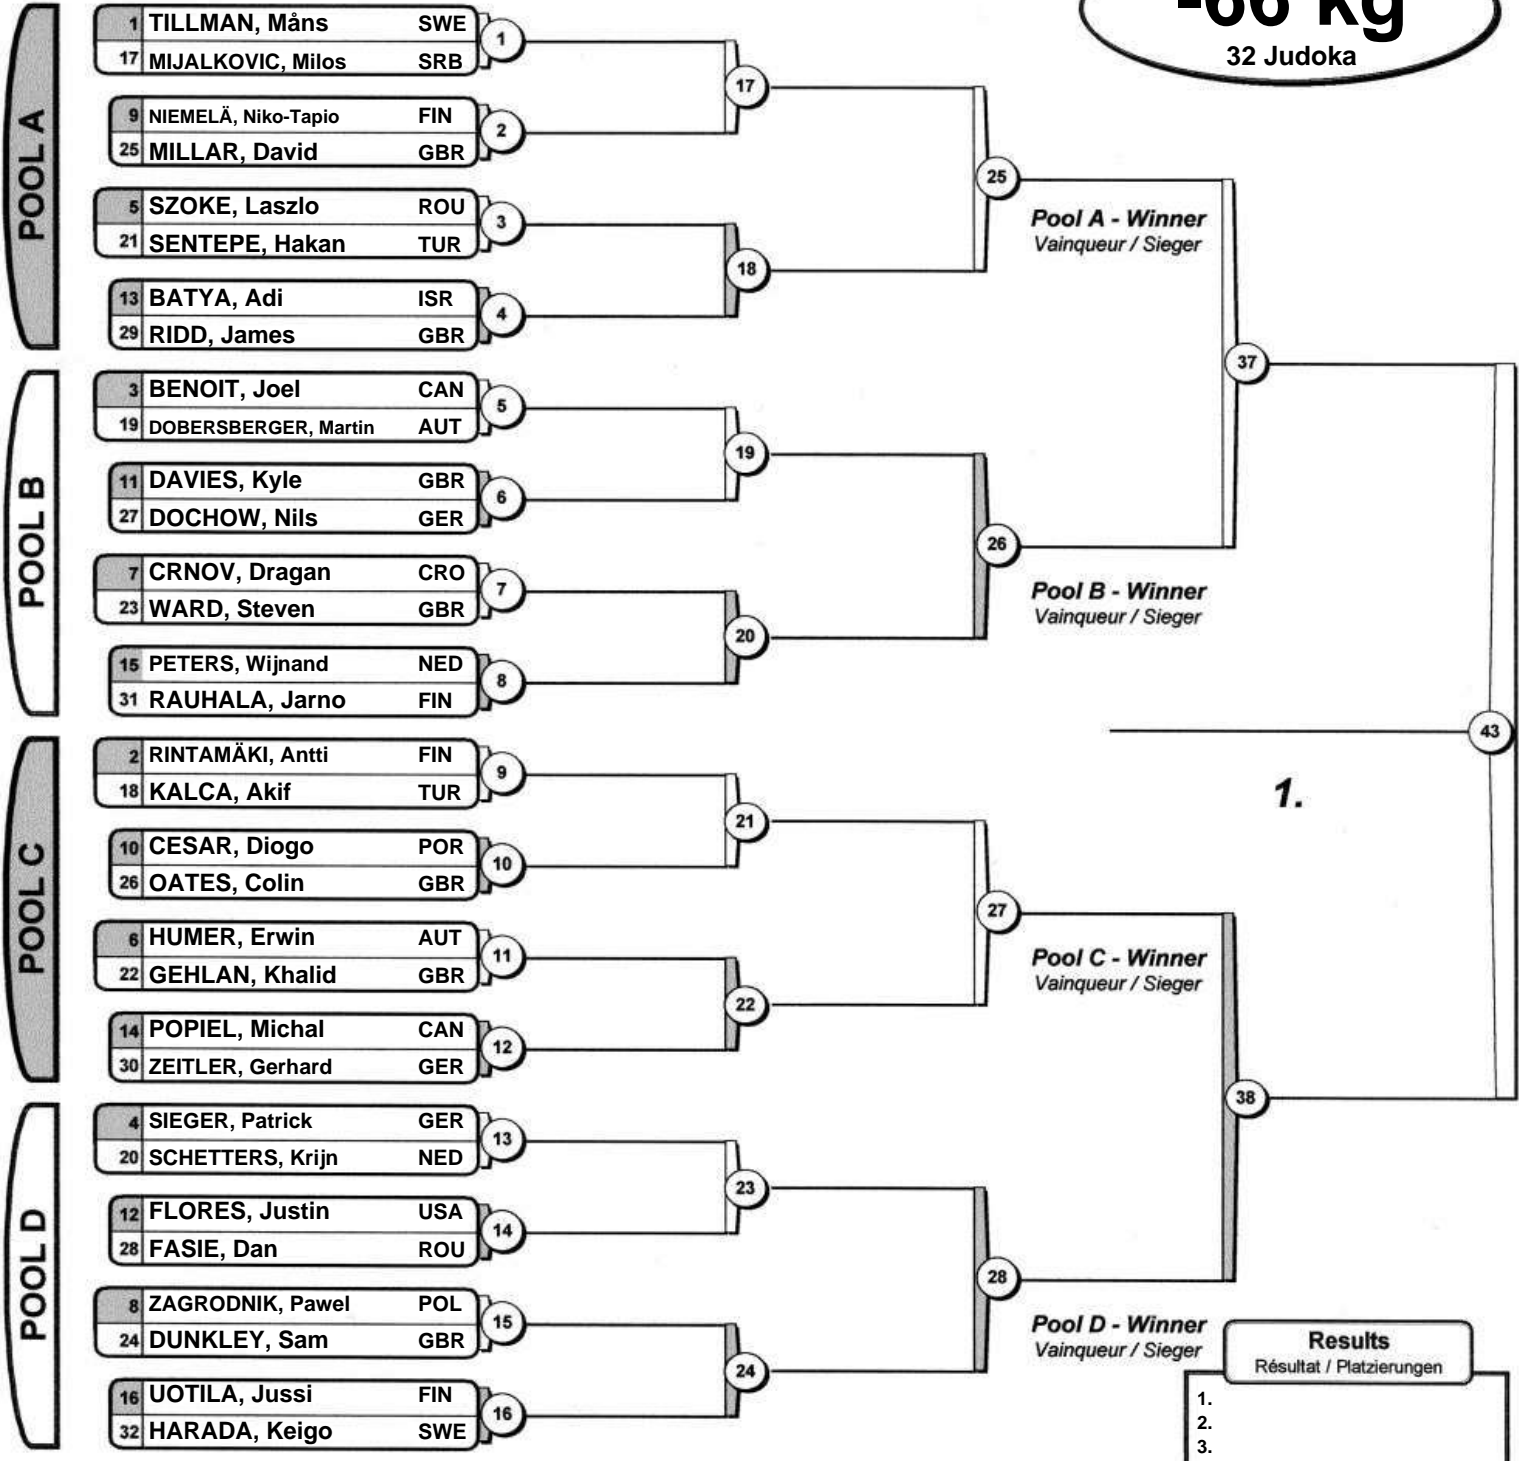 -66 kg
32 Judoka
POOL A
1 TILLMAN, Måns SWE
17 MIJALKOVIC, Milos SRB
1
9 NIEMELÄ, Niko-Tapio FIN
25 MILLAR, David GBR
2
5 SZOKE, Laszlo ROU
21 SENTEPE, Hakan TUR
3
13 BATYA, Adi ISR
29 RIDD, James GBR
4
17
18
25
Pool A - Winner
Vainqueur / Sieger
POOL B
3 BENOIT, Joel CAN
19 DOBERSBERGER, Martin AUT
5
11 DAVIES, Kyle GBR
27 DOCHOW, Nils GER
6
7 CRNOV, Dragan CRO
23 WARD, Steven GBR
7
15 PETERS, Wijnand NED
31 RAUHALA, Jarno FIN
8
19
20
26
Pool B - Winner
Vainqueur / Sieger
37
POOL C
2 RINTAMÄKI, Antti FIN
18 KALCA, Akif TUR
9
10 CESAR, Diogo POR
26 OATES, Colin GBR
10
6 HUMER, Erwin AUT
22 GEHLAN, Khalid GBR
11
14 POPIEL, Michal CAN
30 ZEITLER, Gerhard GER
12
21
22
27
Pool C - Winner
Vainqueur / Sieger
POOL D
4 SIEGER, Patrick GER
20 SCHETTERS, Krijn NED
13
12 FLORES, Justin USA
28 FASIE, Dan ROU
14
8 ZAGRODNIK, Pawel POL
24 DUNKLEY, Sam GBR
15
16 UOTILA, Jussi FIN
32 HARADA, Keigo SWE
16
23
24
28
Pool D - Winner
Vainqueur / Sieger
38
43
1.
Results
Résultat / Platzierungen
1.
2.
3.